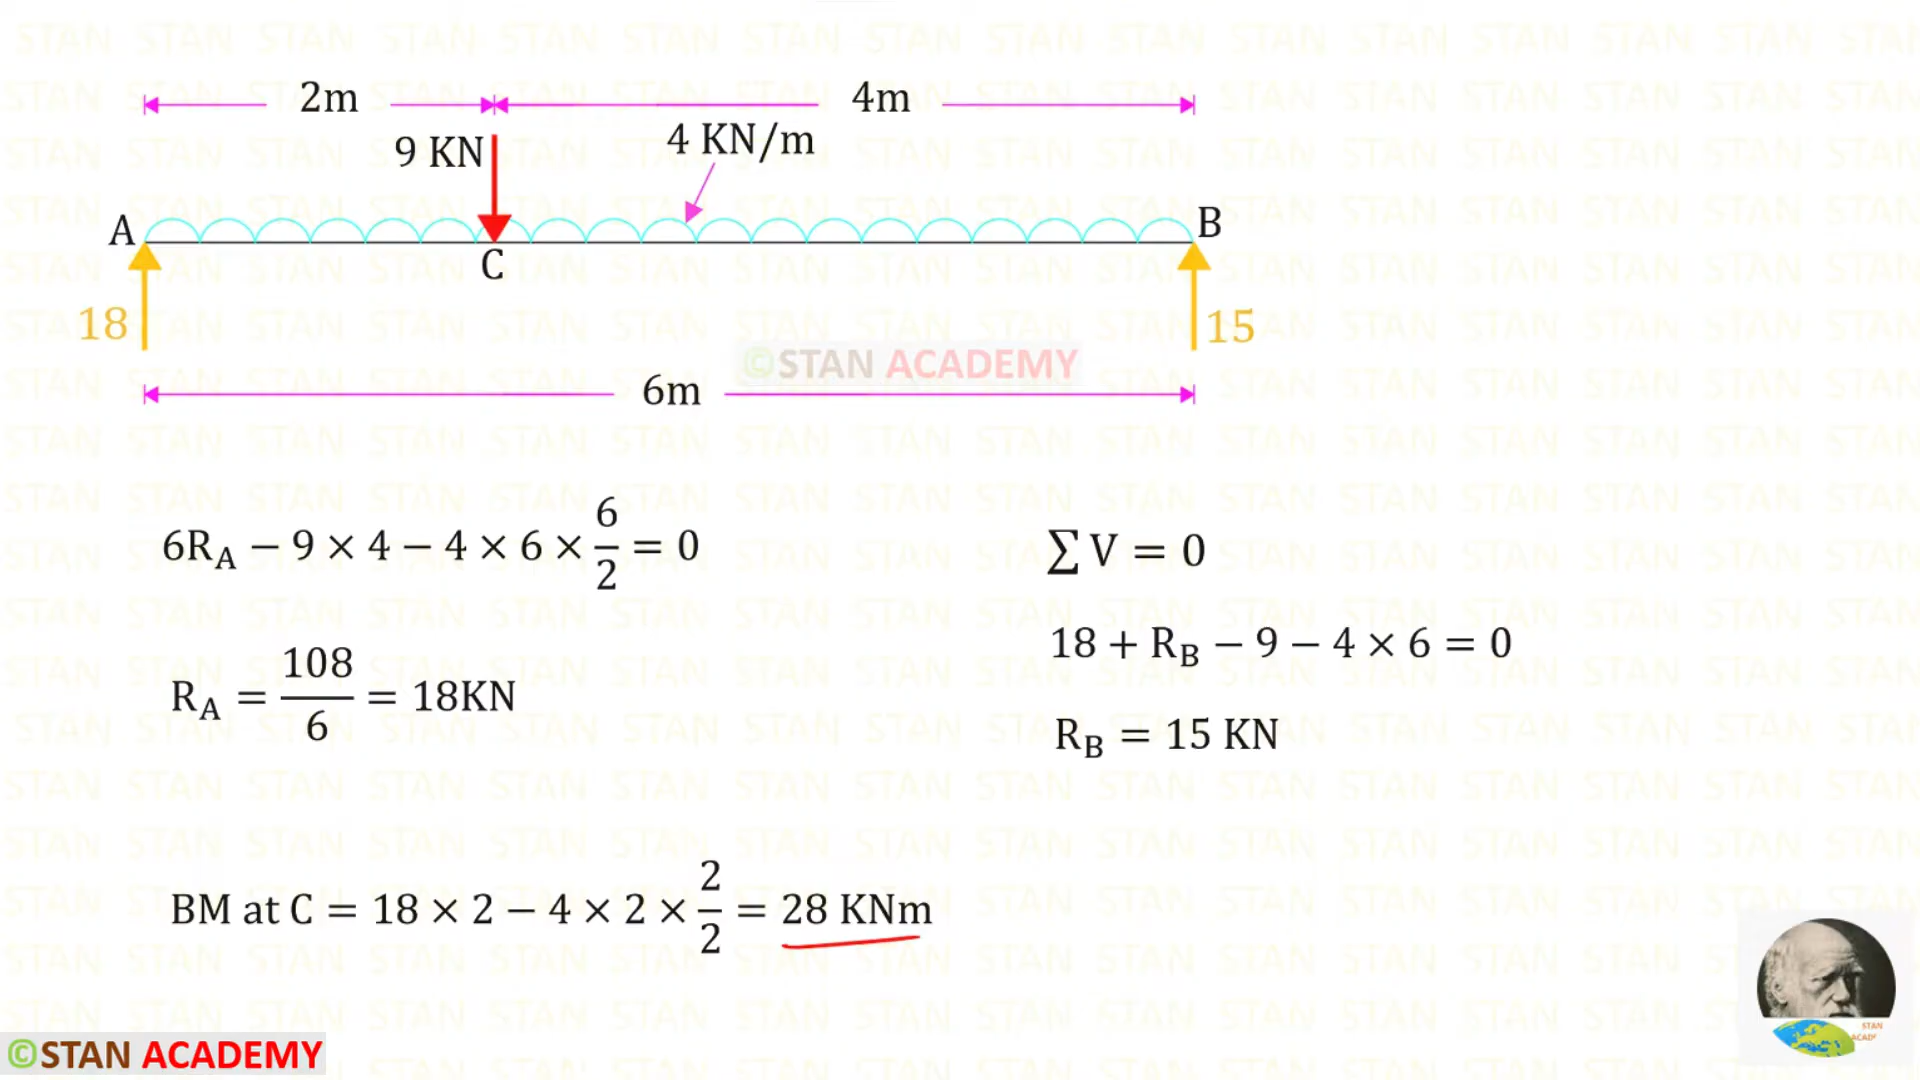 2m
4m
9 KN
4 KN/m
A
B
C
18
15
©STAN ACADEMY
6m
6R_A − 9 × 4 − 4 × 6 × 6/2 = 0
∑ V = 0
18 + R_B − 9 − 4 × 6 = 0
R_A = 108/6 = 18KN
R_B = 15 KN
BM at C = 18 × 2 − 4 × 2 × 2/2 = 28 KNm
STAN
©STAN ACADEMY